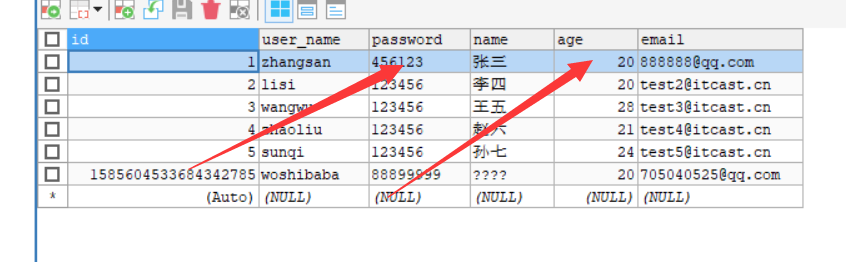 id user_name password name age email
1 zhangsan 456123 张三 20 888888@qq.com
2 lisi 123456 李四 20 test2@itcast.cn
3 wangwu 123456 王五 28 test3@itcast.cn
4 zhaoliu 123456 赵六 21 test4@itcast.cn
5 sunqi 123456 孙七 24 test5@itcast.cn
1585604533684342785 woshibaba 88899999 ???? 20 705040525@qq.com
* (Auto) (NULL) (NULL) (NULL) (NULL) (NULL)